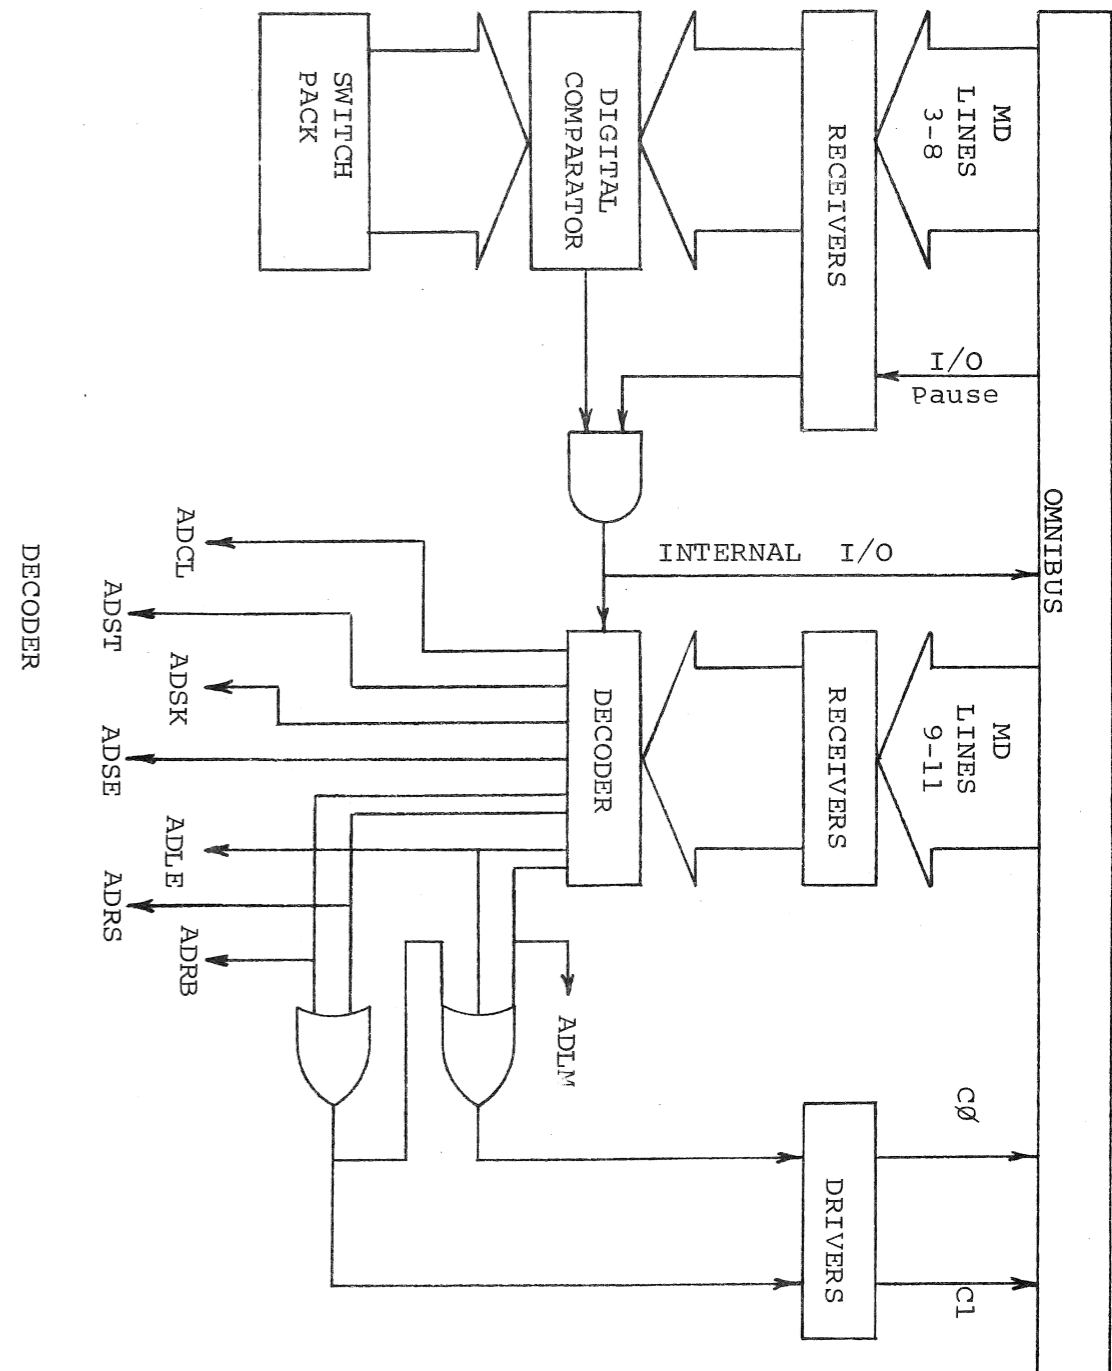 OMNIBUS
MD
LINES
3-8
I/O
Pause
INTERNAL I/O
MD
LINES
9-11
CØ
C1
RECEIVERS
RECEIVERS
DRIVERS
DIGITAL
COMPARATOR
DECODER
ADLM
SWITCH
PACK
ADCL
ADST
ADSK
ADSE
ADLE
ADRS
ADRB
DECODER